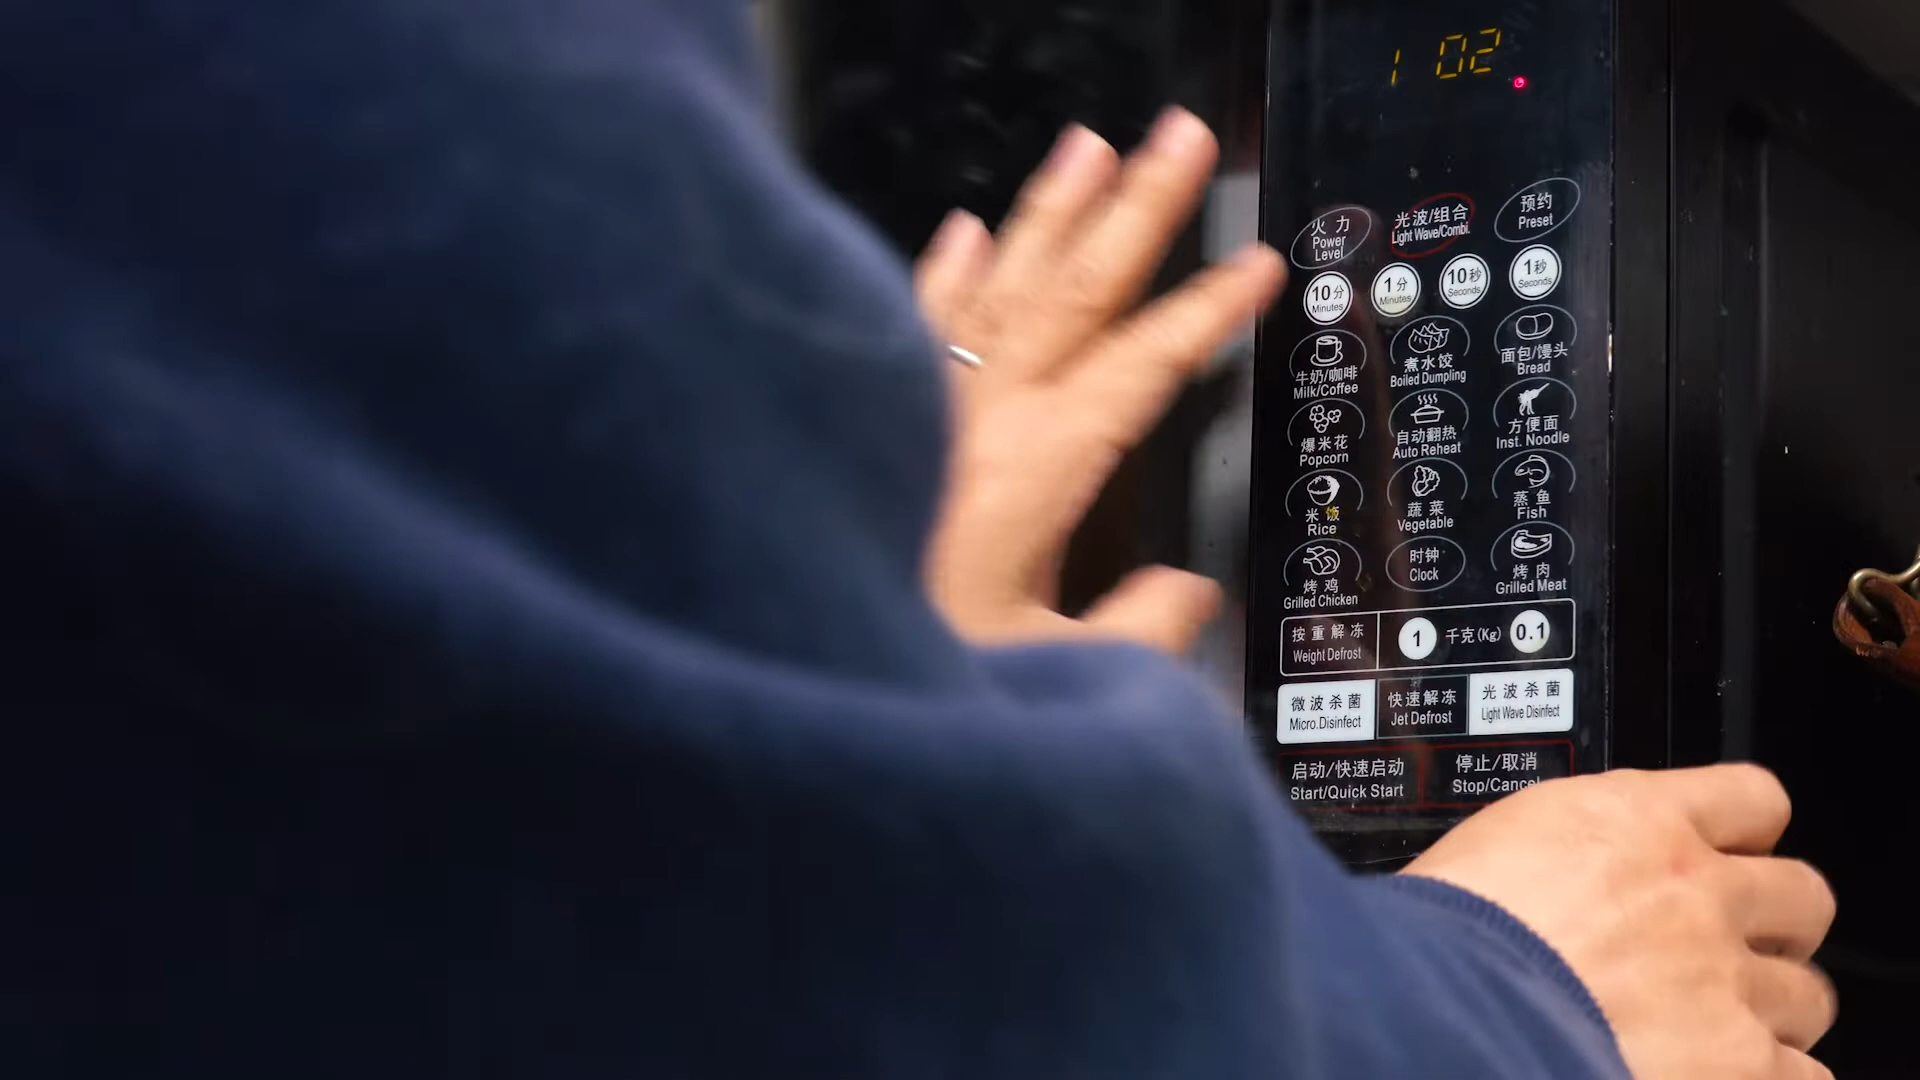 1 02
火力
Power
Level
光波/组合
Light Wave/Combi.
预约
Preset
10分
Minutes
1分
Minutes
10秒
Seconds
1秒
Seconds
牛奶/咖啡
Milk/Coffee
煮水饺
Boiled Dumpling
面包/馒头
Bread
爆米花
Popcorn
自动翻热
Auto Reheat
方便面
Inst. Noodle
米饭
Rice
蔬菜
Vegetable
蒸鱼
Fish
烤鸡
Grilled Chicken
时钟
Clock
烤肉
Grilled Meat
按重解冻
Weight Defrost
1 千克(Kg) 0.1
微波杀菌
Micro.Disinfect
快速解冻
Jet Defrost
光波杀菌
Light Wave Disinfect
启动/快速启动
Start/Quick Start
停止/取消
Stop/Cancel